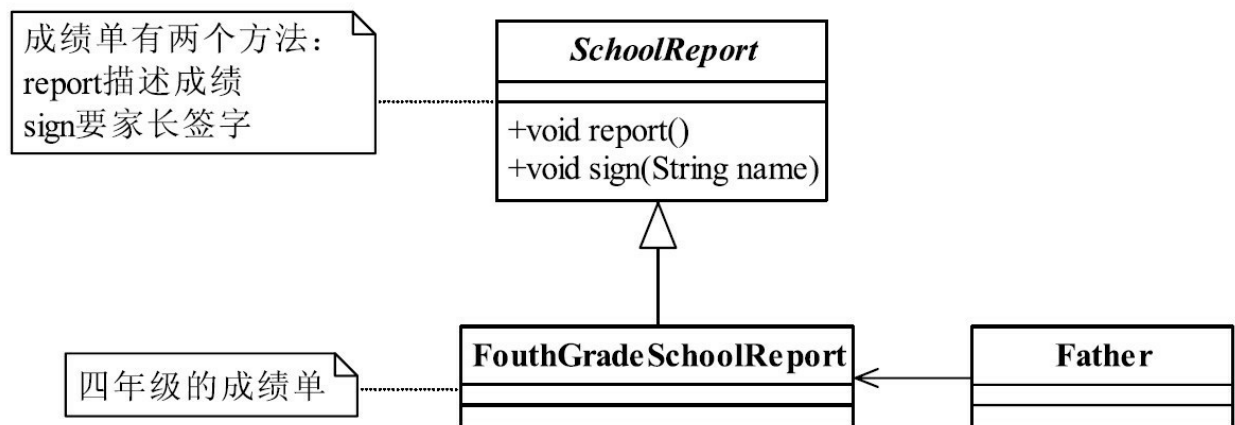 成绩单有两个方法：
report描述成绩
sign要家长签字
SchoolReport
+void report()
+void sign(String name)
四年级的成绩单
FouthGradeSchoolReport
Father